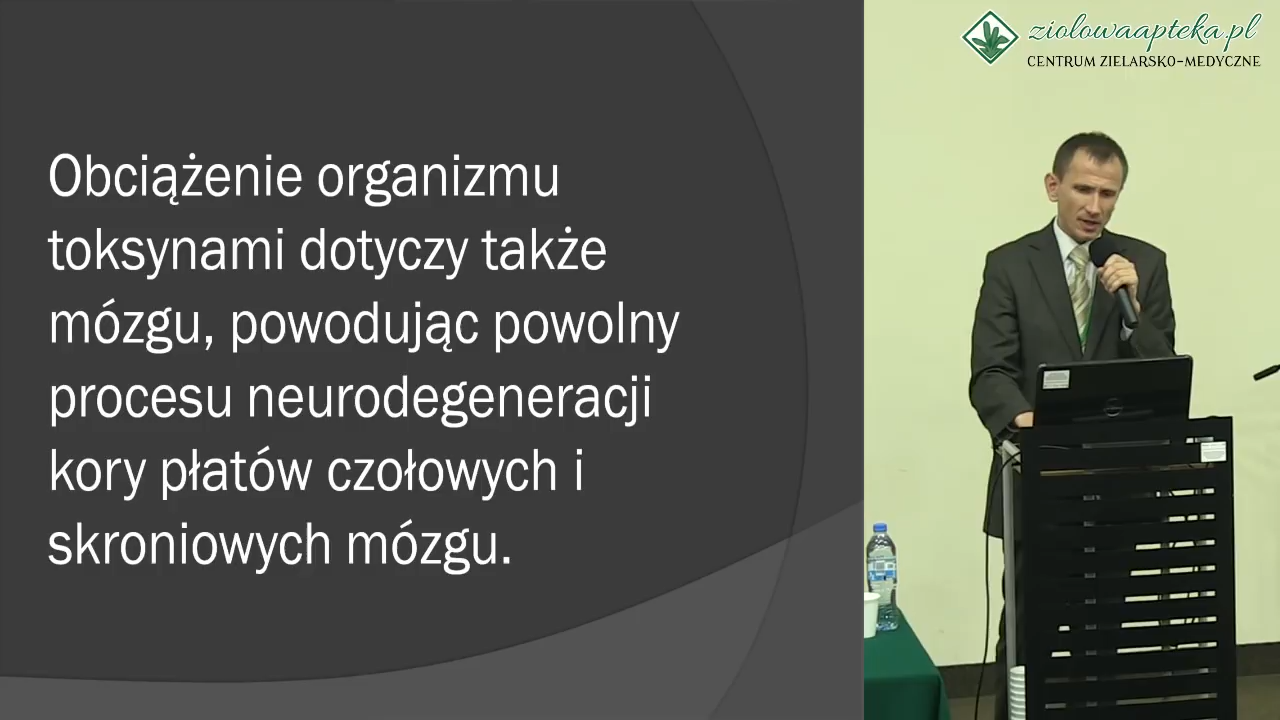 ziolowaapteka.pl
CENTRUM ZIELARSKO-MEDYCZNE
Obciążenie organizmu
toksynami dotyczy także
mózgu, powodując powolny
procesu neurodegeneracji
kory płatów czołowych i
skroniowych mózgu.